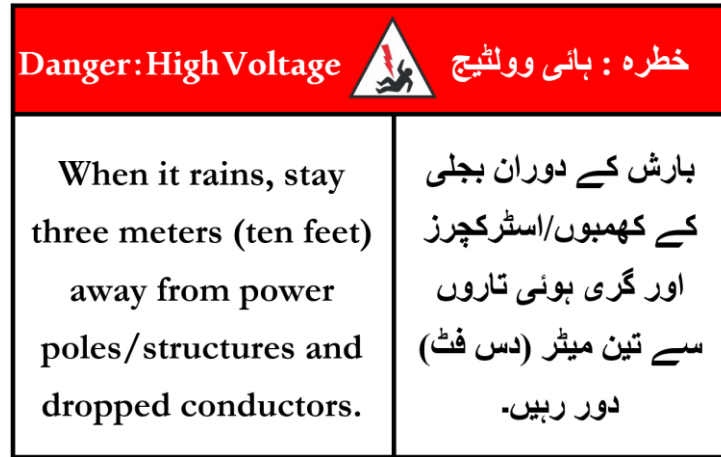 Danger: High Voltage
خطرہ : ہائی وولٹیج
When it rains, stay
three meters (ten feet)
away from power
poles/structures and
dropped conductors.
بارش کے دوران بجلی
کے کھمبوں/اسٹرکچرز
اور گری ہوئی تاروں
سے تین میٹر (دس فٹ)
دور رہیں۔